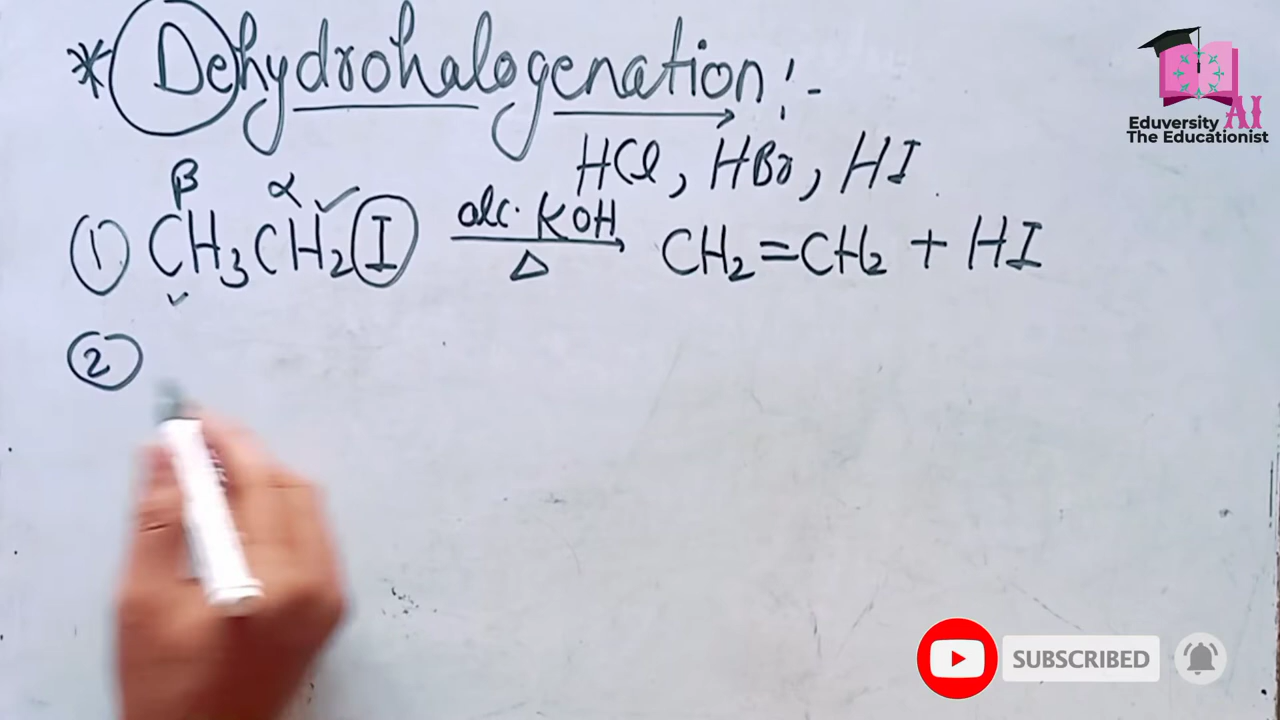 * Dehydrohalogenation :-
HCl, HBr, HI
β α
① CH₃CH₂I alc. KOH Δ CH₂=CH₂ + HI
②
Eduversity AI
The Educationist
SUBSCRIBED